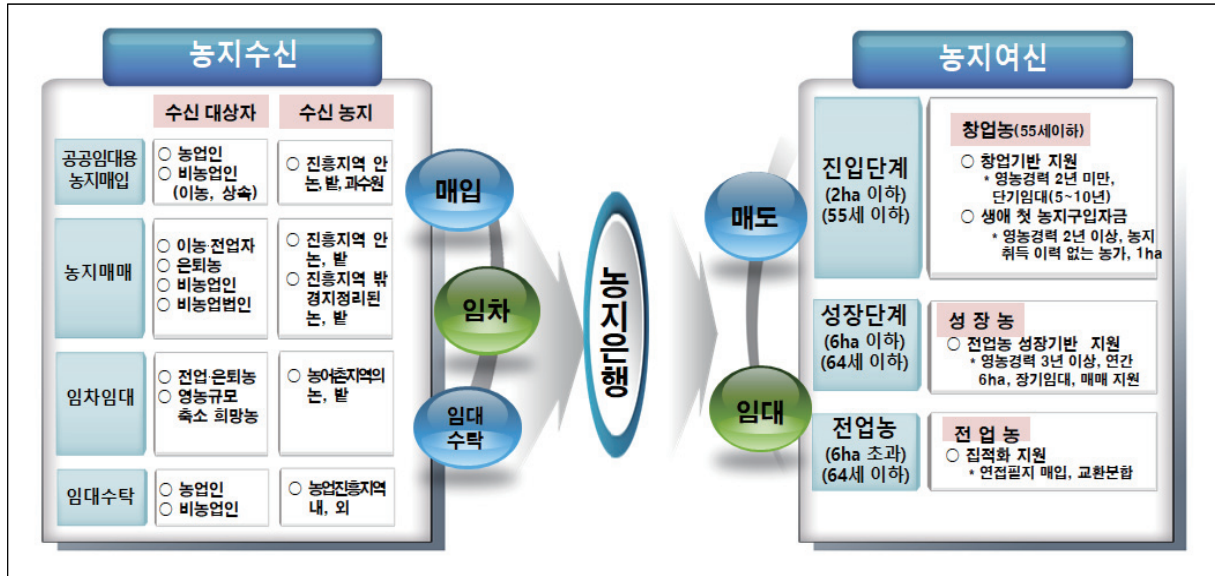 농지수신
수신 대상자
수신 농지
공공임대용
농지매입
○ 농업인
○ 비농업인
(이농, 상속)
○ 진흥지역 안
논, 밭, 과수원
농지매매
○ 이농·전업자
○ 은퇴농
○ 비농업인
○ 비농업법인
○ 진흥지역 안
논, 밭
○ 진흥지역 밖
경지정리된
논, 밭
임차임대
○ 전업·은퇴농
○ 영농규모
축소 희망농
○ 농어촌지역의
논, 밭
임대수탁
○ 농업인
○ 비농업인
○ 농업진흥지역
내, 외
매입
임차
임대
수탁
농지은행
매도
임대
농지여신
진입단계
(2ha 이하)
(55세 이하)
창업농(55세이하)
○ 창업기반 지원
* 영농경력 2년 미만,
단기임대(5~10년)
○ 생애 첫 농지구입자금
* 영농경력 2년 이상, 농지
취득 이력 없는 농가, 1ha
성장단계
(6ha 이하)
(64세 이하)
성 장 농
○ 전업농 성장기반 지원
* 영농경력 3년 이상, 연간
6ha, 장기임대, 매매 지원
전업농
(6ha 초과)
(64세 이하)
전 업 농
○ 집적화 지원
* 연접필지 매입, 교환분합